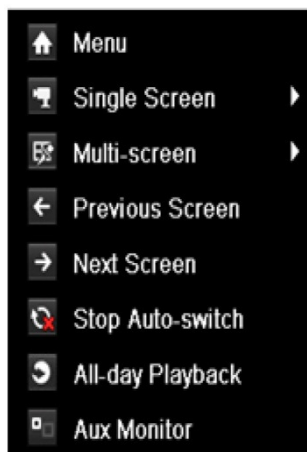 Menu
Single Screen
Multi-screen
Previous Screen
Next Screen
Stop Auto-switch
All-day Playback
Aux Monitor